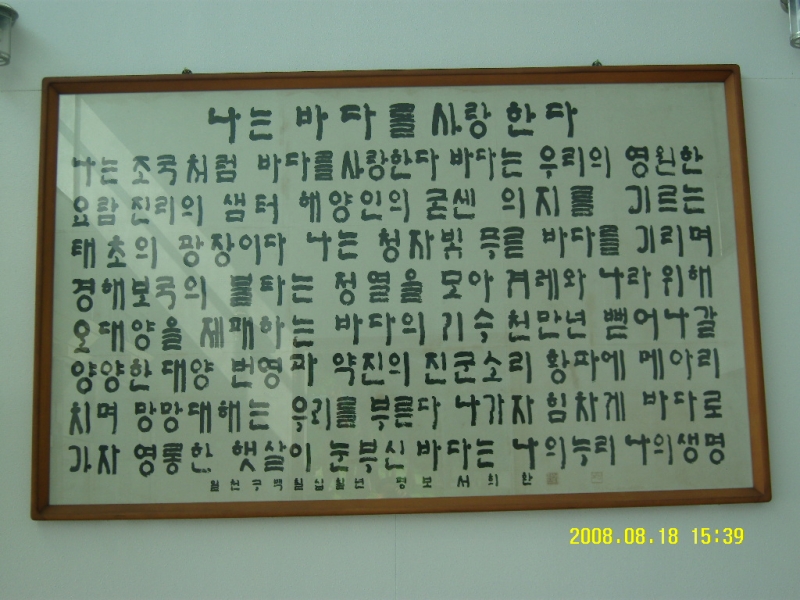 나는 바다를 사랑한다
나는 조국처럼 바다를 사랑한다 바다는 우리의 영원한
요람 진리의 샘터 해양인의 굳센 의지를 기르는
태초의 광장이다 나는 청자빛 푸른 바다를 기리며
경해보국의 불타는 정열을 모아 겨레와 나라 위해
오대양을 제패하는 바다의 기수 천만년 뻗어나갈
양양한 대양 번영과 약진의 진군소리 황파에 메아리
치며 망망대해는 우리를 부른다 나가자 힘차게 바다로
가자 영롱한 햇살이 눈부신 바다는 나의 누리 나의 생명
2008.08.18 15:39